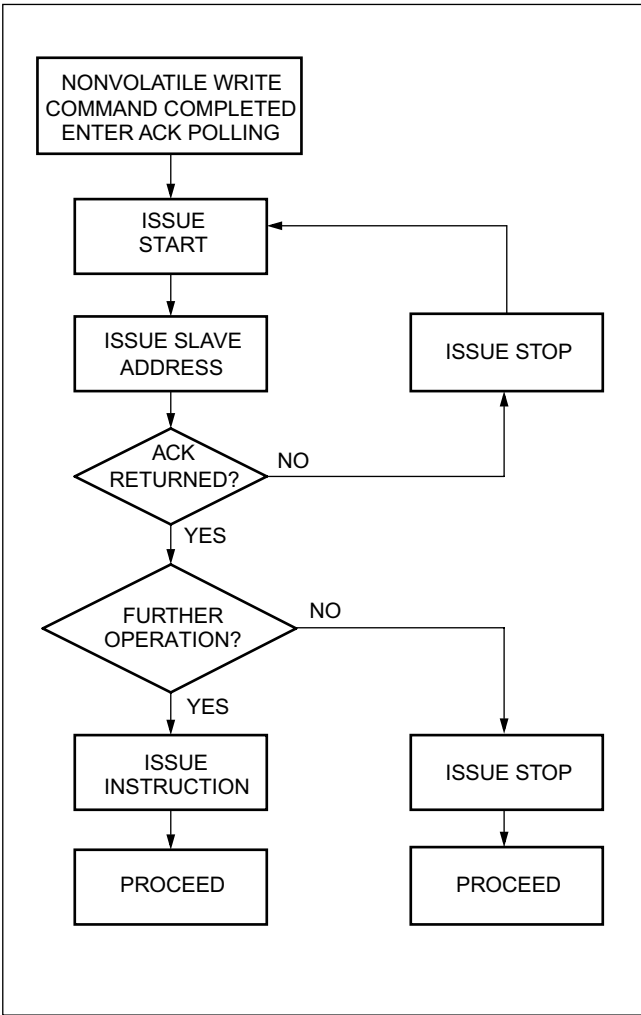 NONVOLATILE WRITE
COMMAND COMPLETED
ENTER ACK POLLING
ISSUE
START
ISSUE SLAVE
ADDRESS
ISSUE STOP
ACK
RETURNED?
NO
YES
FURTHER
OPERATION?
NO
YES
ISSUE
INSTRUCTION
ISSUE STOP
PROCEED
PROCEED